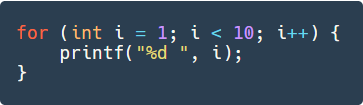 for (int i = 1; i < 10; i++) {
    printf("%d ", i);
}